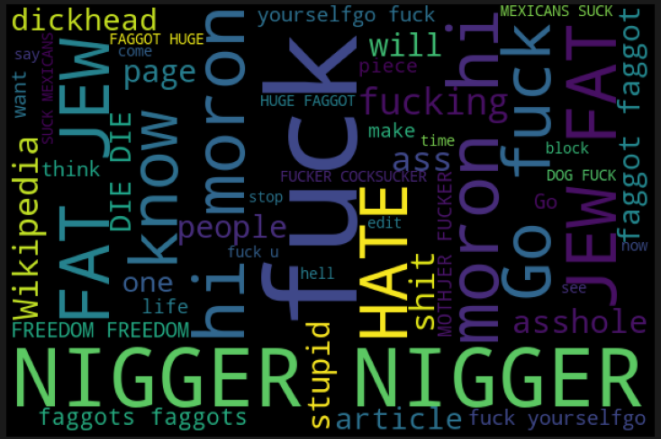 dickhead
FAGGOT HUGE
yourselfgo fuck
MEXICANS SUCK
say
come
SUCK MEXICANS
want
page
will
piece
FAT JEW
hi moron
fuck
HUGE FAGGOT
fucking
moron hi
Go fuck
JEW FAT
faggot faggot
Wikipedia
think
DIE DIE
know
make
time
ass
block
FUCKER COCKSUCKER
DOG FUCK
stop
people
HATE
edit
MOTHJER FUCKER
Go
fuck u
now
one
hell
shit
see
life
FREEDOM FREEDOM
asshole
NIGGER NIGGER
stupid
faggots faggots
article
fuck yourselfgo